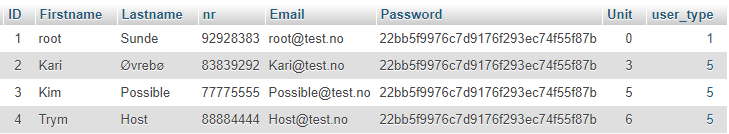 ID Firstname Lastname nr Email Password Unit user_type
1 root Sunde 92928383 root@test.no 22bb5f9976c7d9176f293ec74f55f87b 0 1
2 Kari Øvrebø 83839292 Kari@test.no 22bb5f9976c7d9176f293ec74f55f87b 3 5
3 Kim Possible 77775555 Possible@test.no 22bb5f9976c7d9176f293ec74f55f87b 5 5
4 Trym Host 88884444 Host@test.no 22bb5f9976c7d9176f293ec74f55f87b 6 5